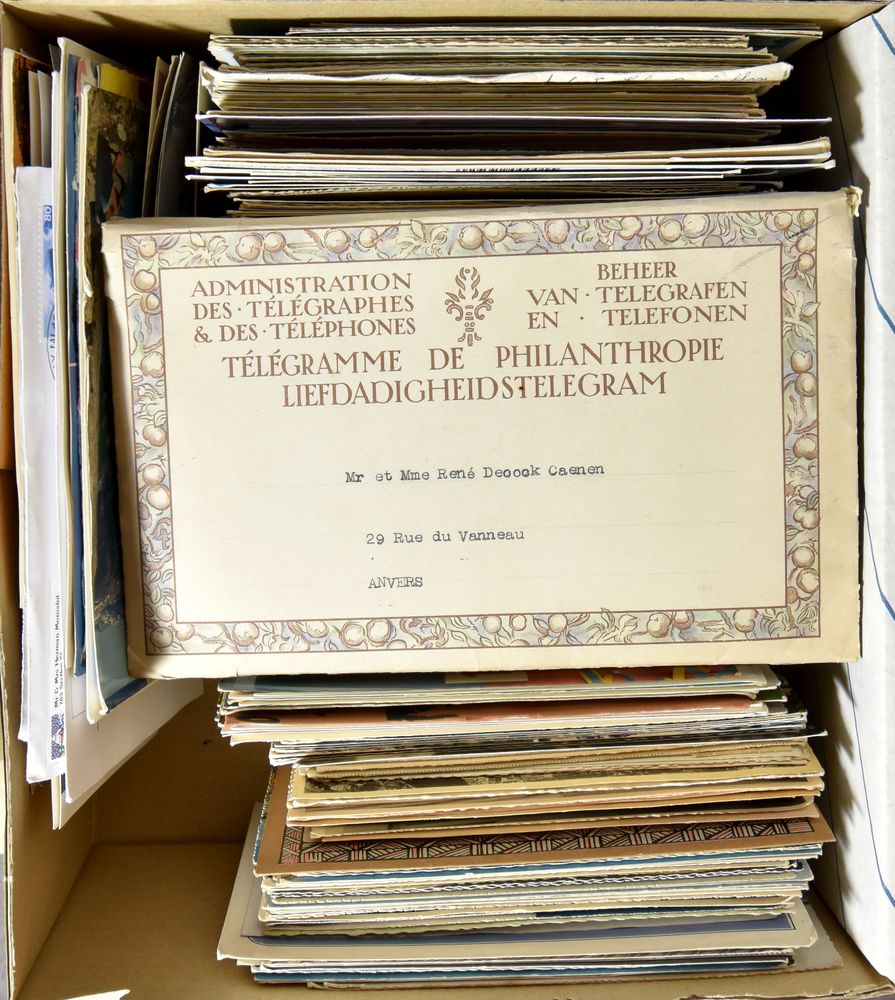 ADMINISTRATION
DES · TÉLÉGRAPHES
& DES · TÉLÉPHONES
BEHEER
VAN · TELEGRAFEN
EN · TELEFONEN
TÉLÉGRAMME DE PHILANTHROPIE
LIEFDADIGHEIDSTELEGRAM
Mr et Mme René Decock Caenen
29 Rue du Vanneau
ANVERS
80